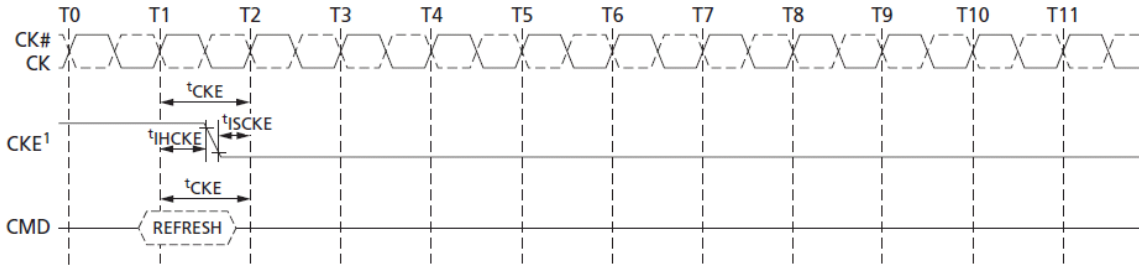 T0 T1 T2 T3 T4 T5 T6 T7 T8 T9 T10 T11
CK#
CK
tCKE
tISCKE
tIHCKE
CKE1
tCKE
CMD
REFRESH